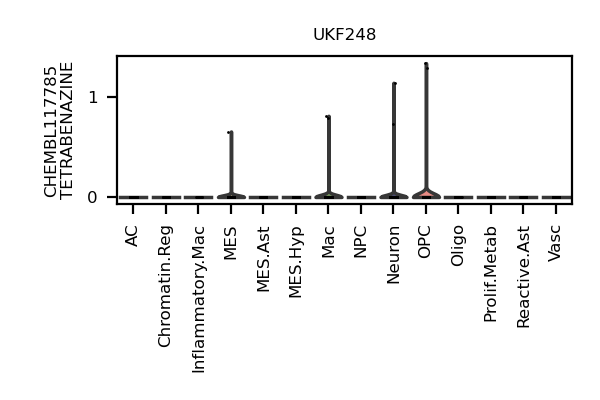 UKF248
CHEMBL117785
TETRABENAZINE
1
0
AC
Chromatin.Reg
Inflammatory.Mac
MES
MES.Ast
MES.Hyp
Mac
NPC
Neuron
OPC
Oligo
Prolif.Metab
Reactive.Ast
Vasc